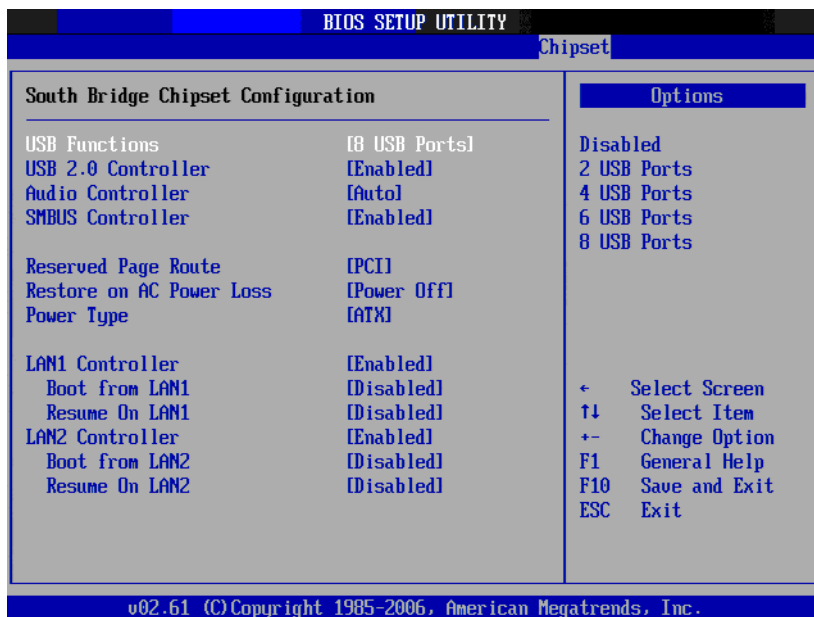 BIOS SETUP UTILITY
Chipset
South Bridge Chipset Configuration
USB Functions [8 USB Ports]
USB 2.0 Controller [Enabled]
Audio Controller [Auto]
SMBUS Controller [Enabled]
Reserved Page Route [PCI]
Restore on AC Power Loss [Power Off]
Power Type [ATX]
LAN1 Controller [Enabled]
Boot from LAN1 [Disabled]
Resume On LAN1 [Disabled]
LAN2 Controller [Enabled]
Boot from LAN2 [Disabled]
Resume On LAN2 [Disabled]
Options
Disabled
2 USB Ports
4 USB Ports
6 USB Ports
8 USB Ports
← Select Screen
↑↓ Select Item
+- Change Option
F1 General Help
F10 Save and Exit
ESC Exit
v02.61 (C)Copyright 1985-2006, American Megatrends, Inc.